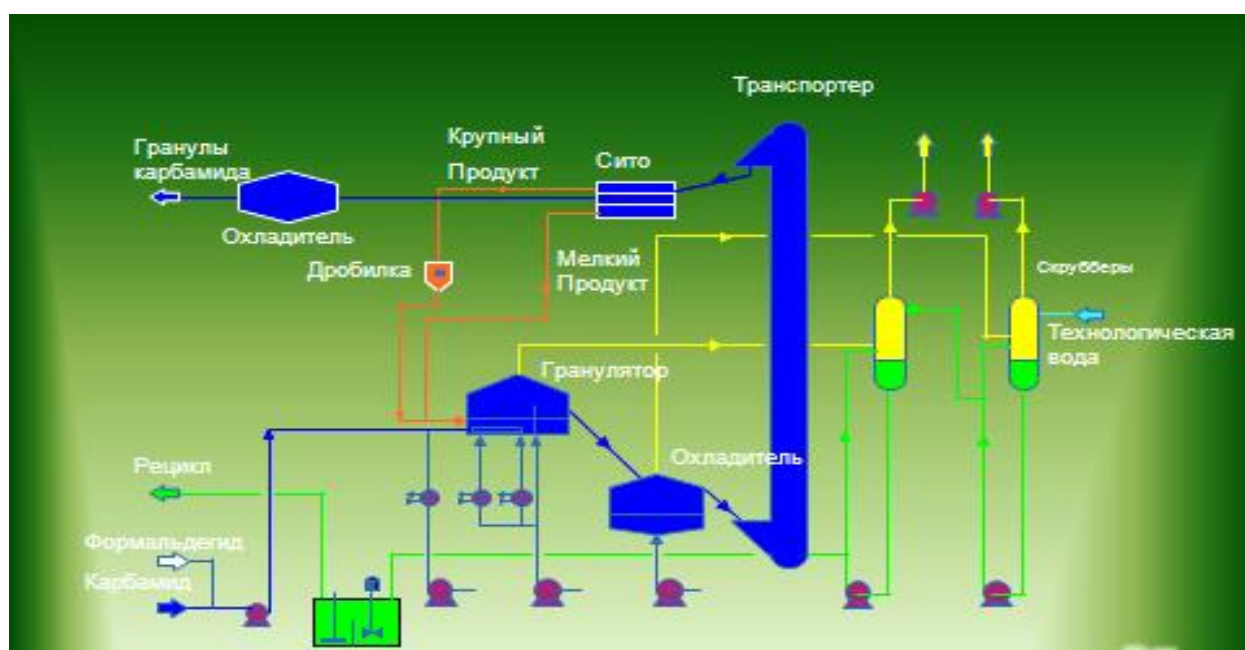 Транспортер
Крупный
Продукт
Гранулы
карбамида
Сито
Охладитель
Дробилка
Мелкий
Продукт
Скрубберы
Технологическая
вода
Гранулятор
Охладитель
Рецикл
Формальдегид
Карбамид